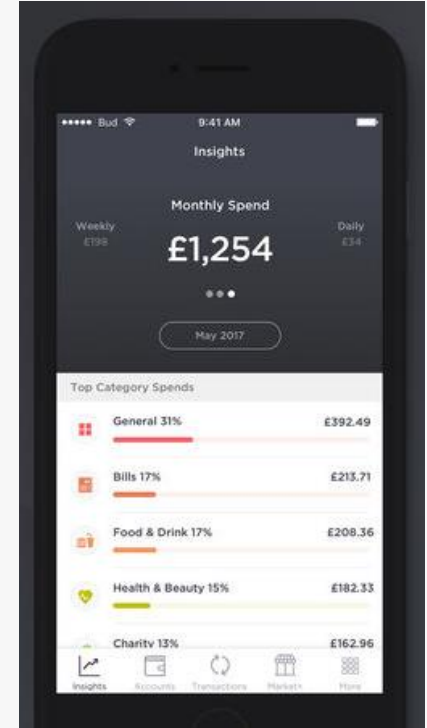 Bud 9:41 AM
Insights
Monthly Spend
Weekly Daily
£198 £1,254 £34
May 2017
Top Category Spends
General 31% £392.49
Bills 17% £213.71
Food & Drink 17% £208.36
Health & Beauty 15% £182.33
Charity 13% £162.96
Insights Accounts Transactions Markets More